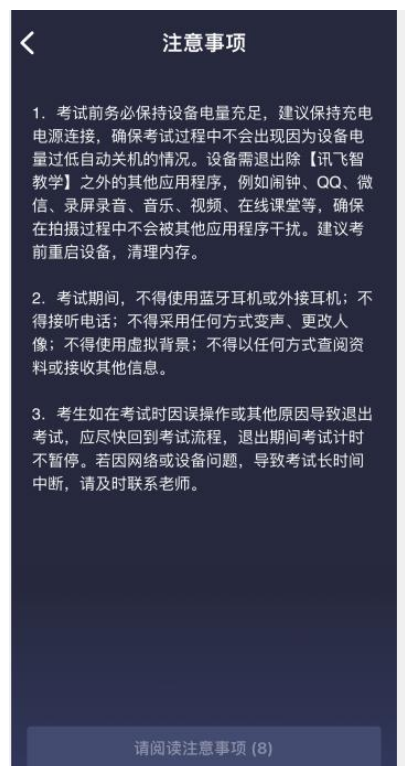 注意事项
1. 考试前务必保持设备电量充足，建议保持充电
电源连接，确保考试过程中不会出现因为设备电
量过低自动关机的情况。设备需退出除【讯飞智
教学】之外的其他应用程序，例如闹钟、QQ、微
信、录屏录音、音乐、视频、在线课堂等，确保
在拍摄过程中不会被其他应用程序干扰。建议考
前重启设备，清理内存。
2. 考试期间，不得使用蓝牙耳机或外接耳机；不
得接听电话；不得采用任何方式变声、更改人
像；不得使用虚拟背景；不得以任何方式查阅资
料或接收其他信息。
3. 考生如在考试时因误操作或其他原因导致退出
考试，应尽快回到考试流程，退出期间考试计时
不暂停。若因网络或设备问题，导致考试长时间
中断，请及时联系老师。
请阅读注意事项 (8)